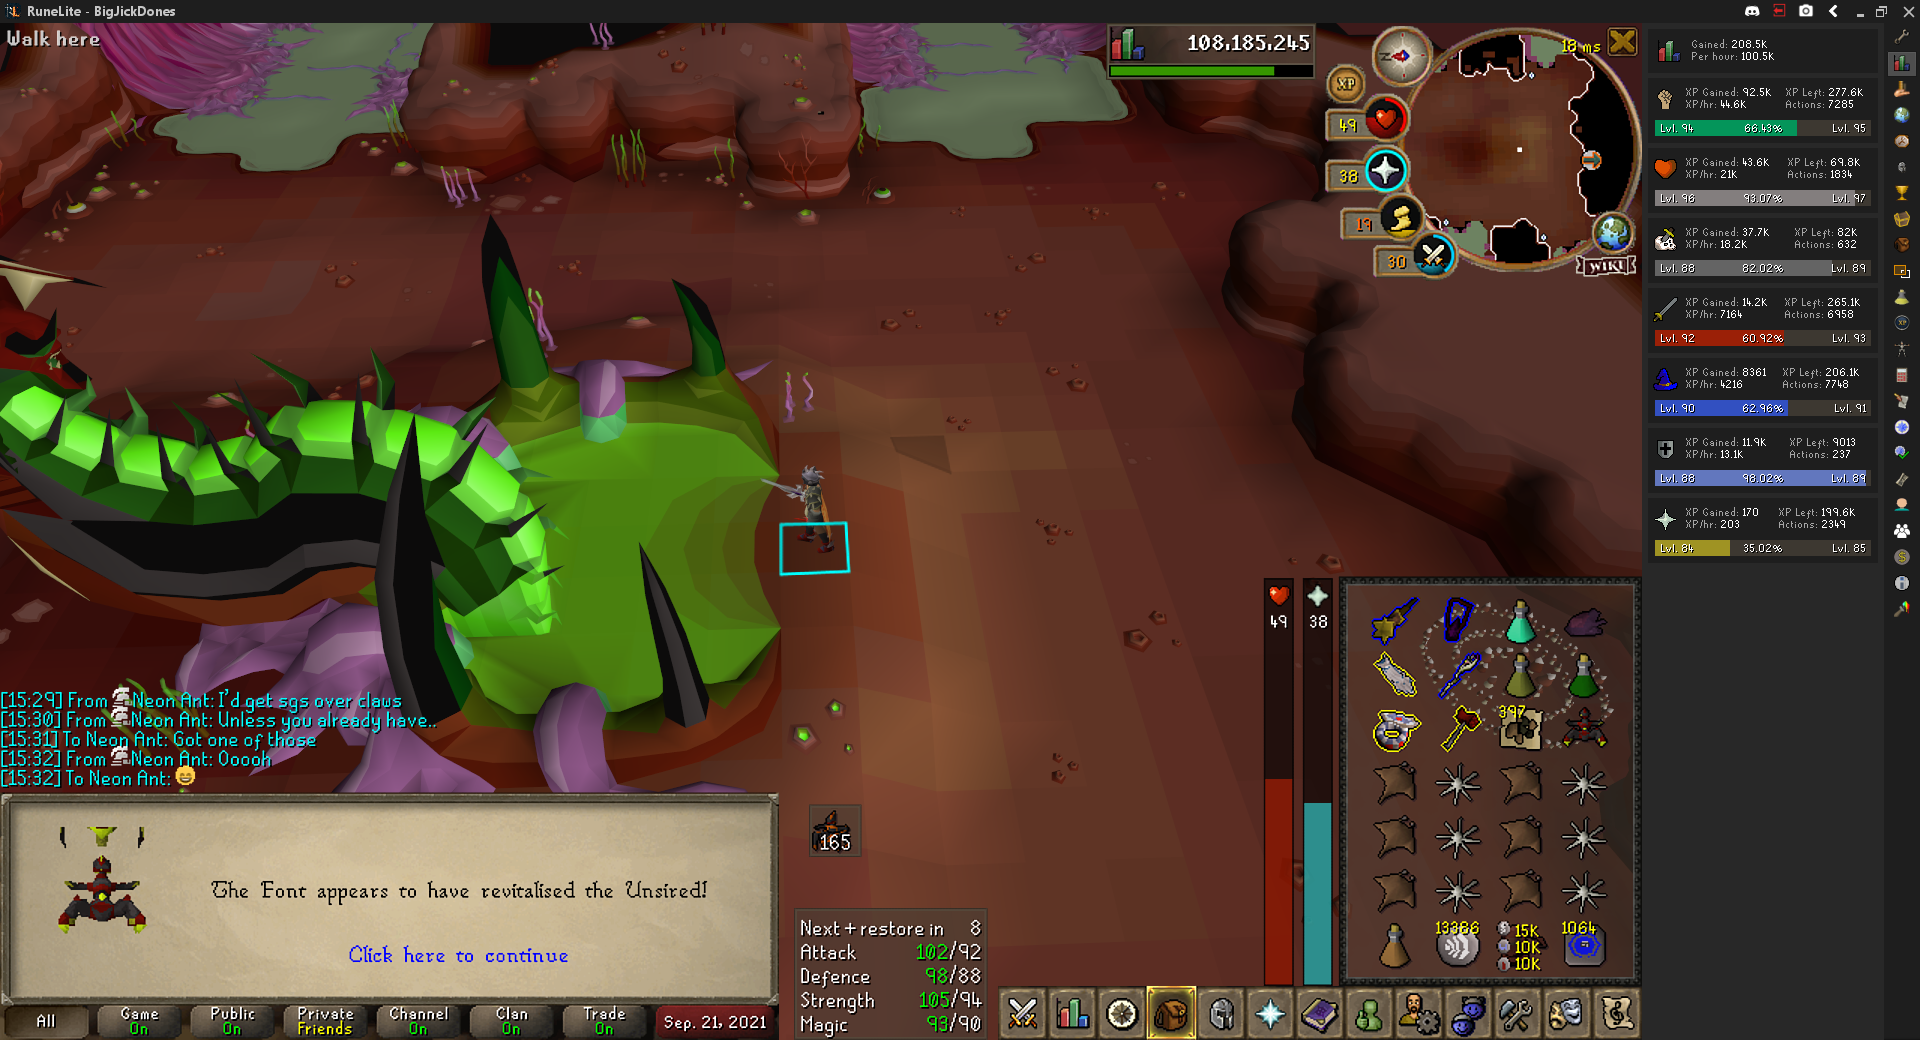 RuneLite - BigJickDones
Walk here
108,185,245
18 ms
XP
49
38
19
30
WIKI
Gained: 208.5K
Per hour: 100.5K
XP Gained: 92.5K XP Left: 277.6K
XP/hr: 44.6K Actions: 7285
Lvl. 94 66.43% Lvl. 95
XP Gained: 43.6K XP Left: 69.8K
XP/hr: 21K Actions: 1834
Lvl. 96 93.07% Lvl. 97
XP Gained: 37.7K XP Left: 82K
XP/hr: 18.2K Actions: 632
Lvl. 88 82.02% Lvl. 89
XP Gained: 14.2K XP Left: 265.1K
XP/hr: 7164 Actions: 6958
Lvl. 92 60.92% Lvl. 93
XP Gained: 8361 XP Left: 206.1K
XP/hr: 4216 Actions: 7748
Lvl. 90 62.96% Lvl. 91
XP Gained: 11.9K XP Left: 9013
XP/hr: 13.1K Actions: 237
Lvl. 88 98.02% Lvl. 89
XP Gained: 170 XP Left: 199.6K
XP/hr: 203 Actions: 2349
Lvl. 84 35.02% Lvl. 85
49 38
397
13386 15K 1064
10K
10K
[15:29] From Neon Ant: I'd get sgs over claws
[15:30] From Neon Ant: Unless you already have..
[15:31] To Neon Ant: Got one of those
[15:32] From Neon Ant: Ooooh
[15:32] To Neon Ant: 😄
165
The Font appears to have revitalised the Unsired!
Click here to continue
Next + restore in 8
Attack 102/92
Defence 98/88
Strength 105/94
Magic 93/90
All
Game On
Public On
Private Friends
Channel On
Clan On
Trade On
Sep. 21, 2021